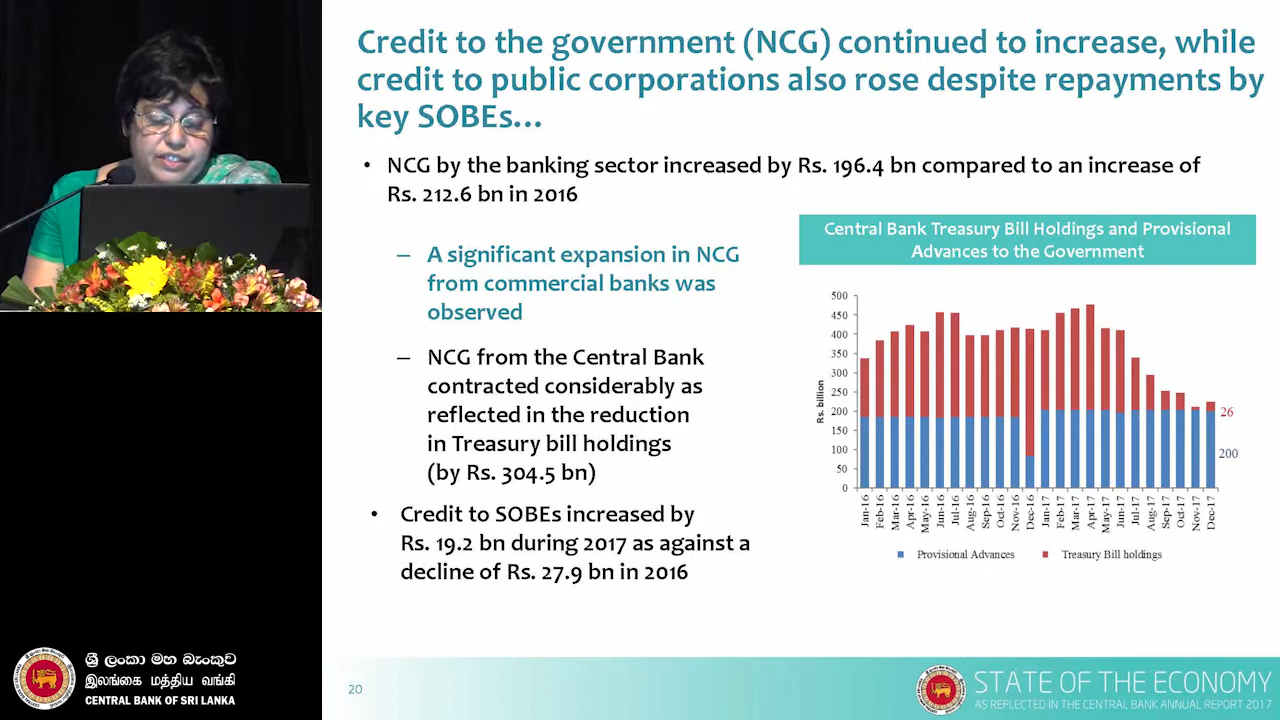 Credit to the government (NCG) continued to increase, while
credit to public corporations also rose despite repayments by
key SOBEs...
• NCG by the banking sector increased by Rs. 196.4 bn compared to an increase of
Rs. 212.6 bn in 2016
– A significant expansion in NCG
from commercial banks was
observed
– NCG from the Central Bank
contracted considerably as
reflected in the reduction
in Treasury bill holdings
(by Rs. 304.5 bn)
• Credit to SOBEs increased by
Rs. 19.2 bn during 2017 as against a
decline of Rs. 27.9 bn in 2016
Central Bank Treasury Bill Holdings and Provisional
Advances to the Government
Rs. billion
500
450
400
350
300
250
200
150
100
50
0
26
200
Jan-16
Feb-16
Mar-16
Apr-16
May-16
Jun-16
Jul-16
Aug-16
Sep-16
Oct-16
Nov-16
Dec-16
Jan-17
Feb-17
Mar-17
Apr-17
May-17
Jun-17
Jul-17
Aug-17
Sep-17
Oct-17
Nov-17
Dec-17
Provisional Advances
Treasury Bill holdings
ශ්‍රී ලංකා මහ බැංකුව
இலங்கை மத்திய வங்கி
CENTRAL BANK OF SRI LANKA
20
STATE OF THE ECONOMY
AS REFLECTED IN THE CENTRAL BANK ANNUAL REPORT 2017